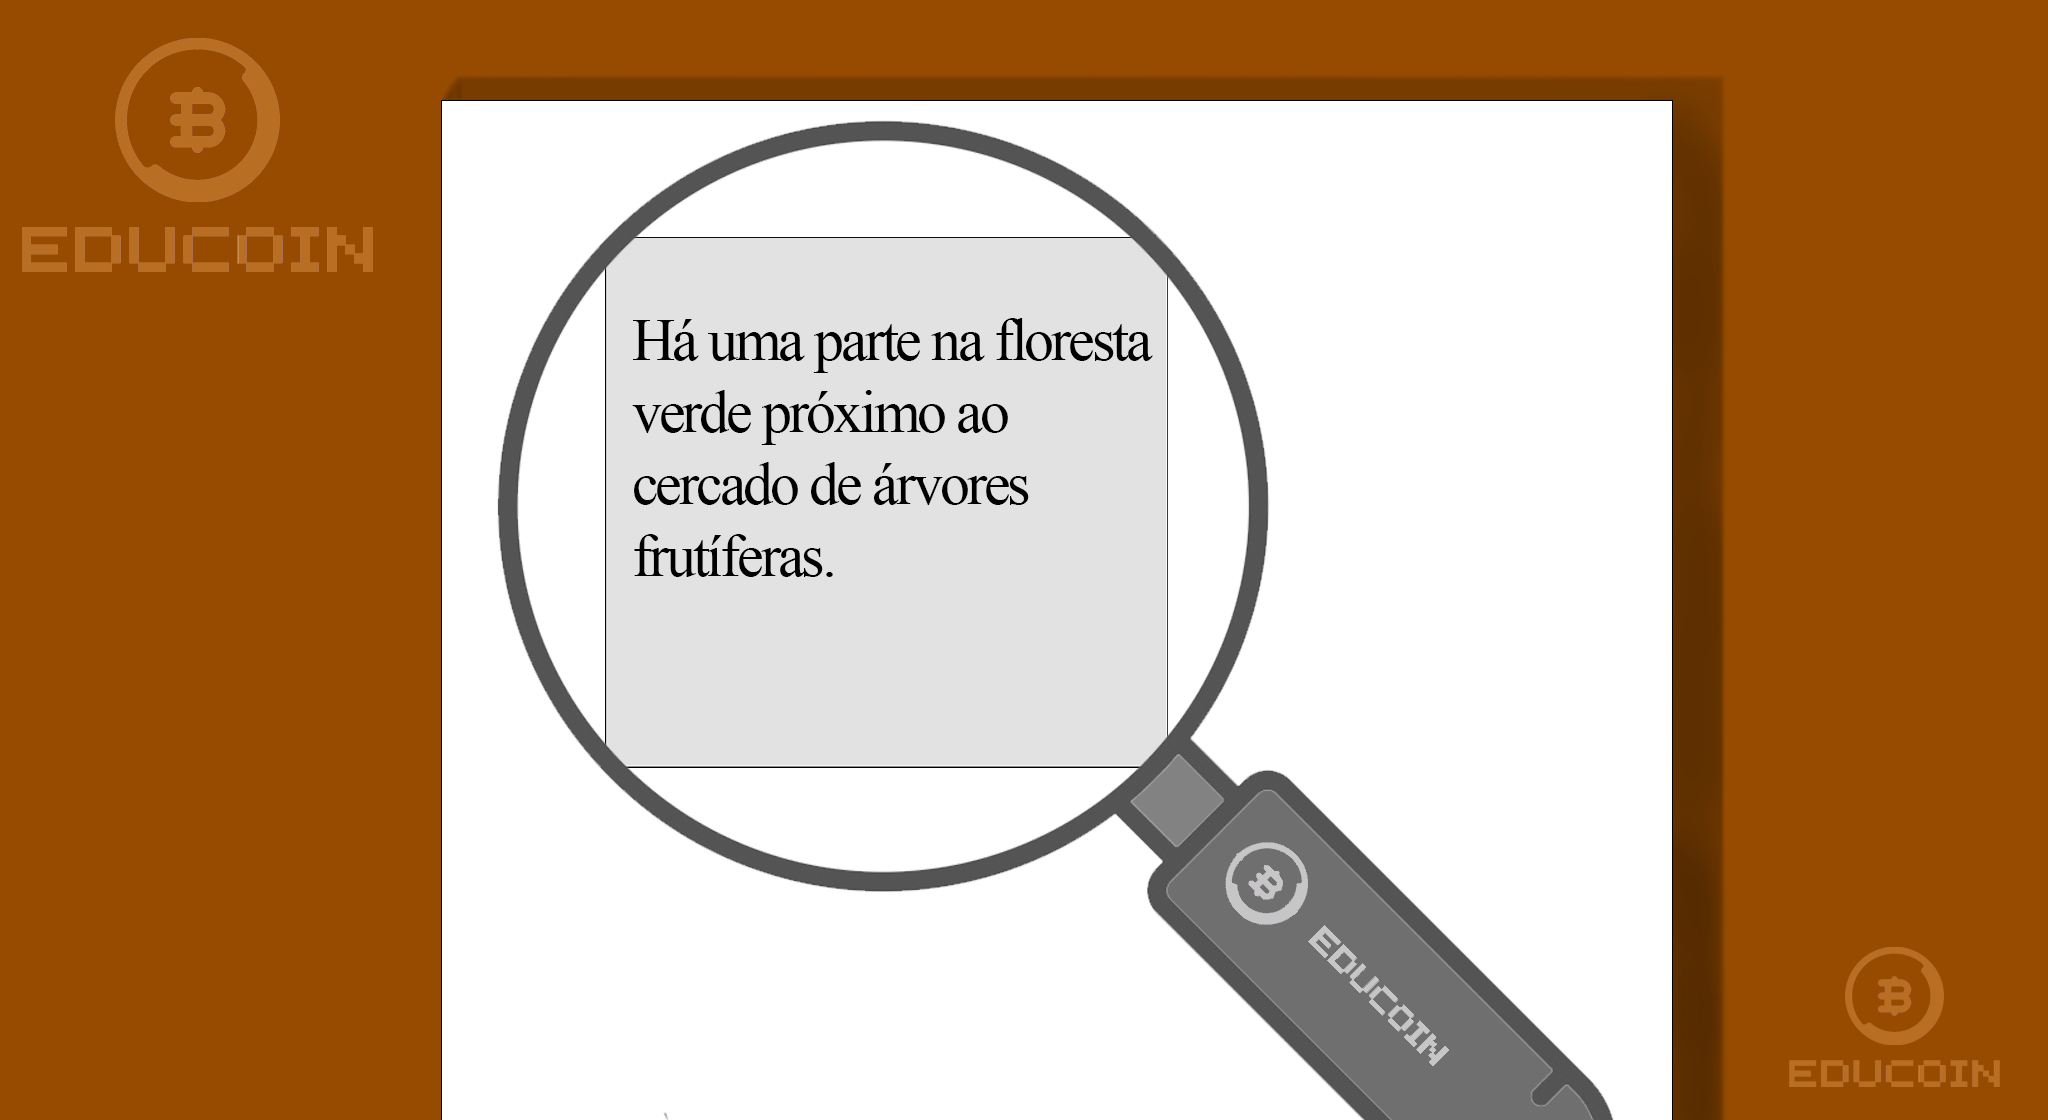 EDUCOIN
Há uma parte na floresta
verde próximo ao
cercado de árvores
frutíferas.
EDUCOIN
EDUCOIN